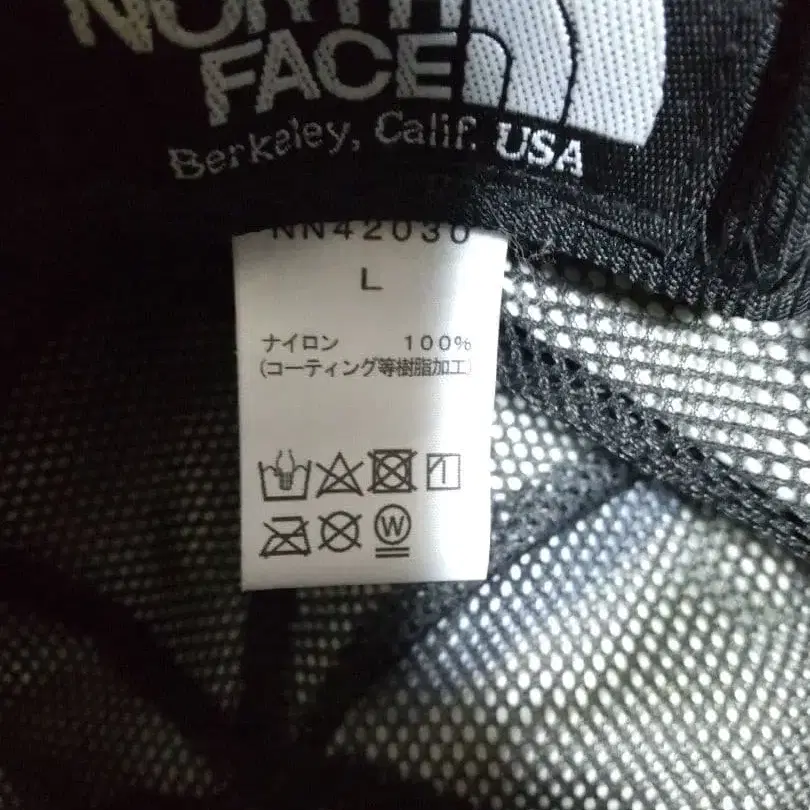 NORTH
FACE
Berkeley, Calif. USA
NN42030
L
ナイロン 100%
(コーティング等樹脂加工)
W